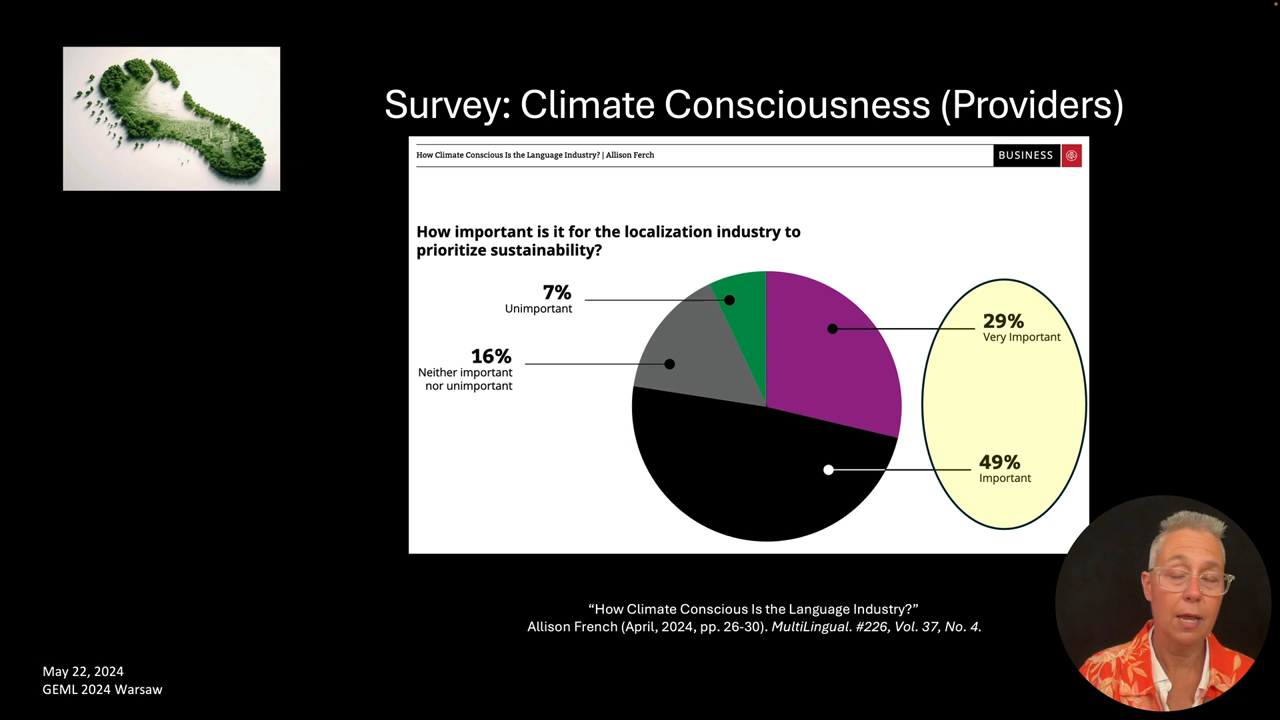 Survey: Climate Consciousness (Providers)
How Climate Conscious Is the Language Industry? | Allison Ferch
BUSINESS
How important is it for the localization industry to
prioritize sustainability?
7%
Unimportant
16%
Neither important
nor unimportant
29%
Very Important
49%
Important
“How Climate Conscious Is the Language Industry?”
Allison French (April, 2024, pp. 26-30). MultiLingual. #226, Vol. 37, No. 4.
May 22, 2024
GEML 2024 Warsaw